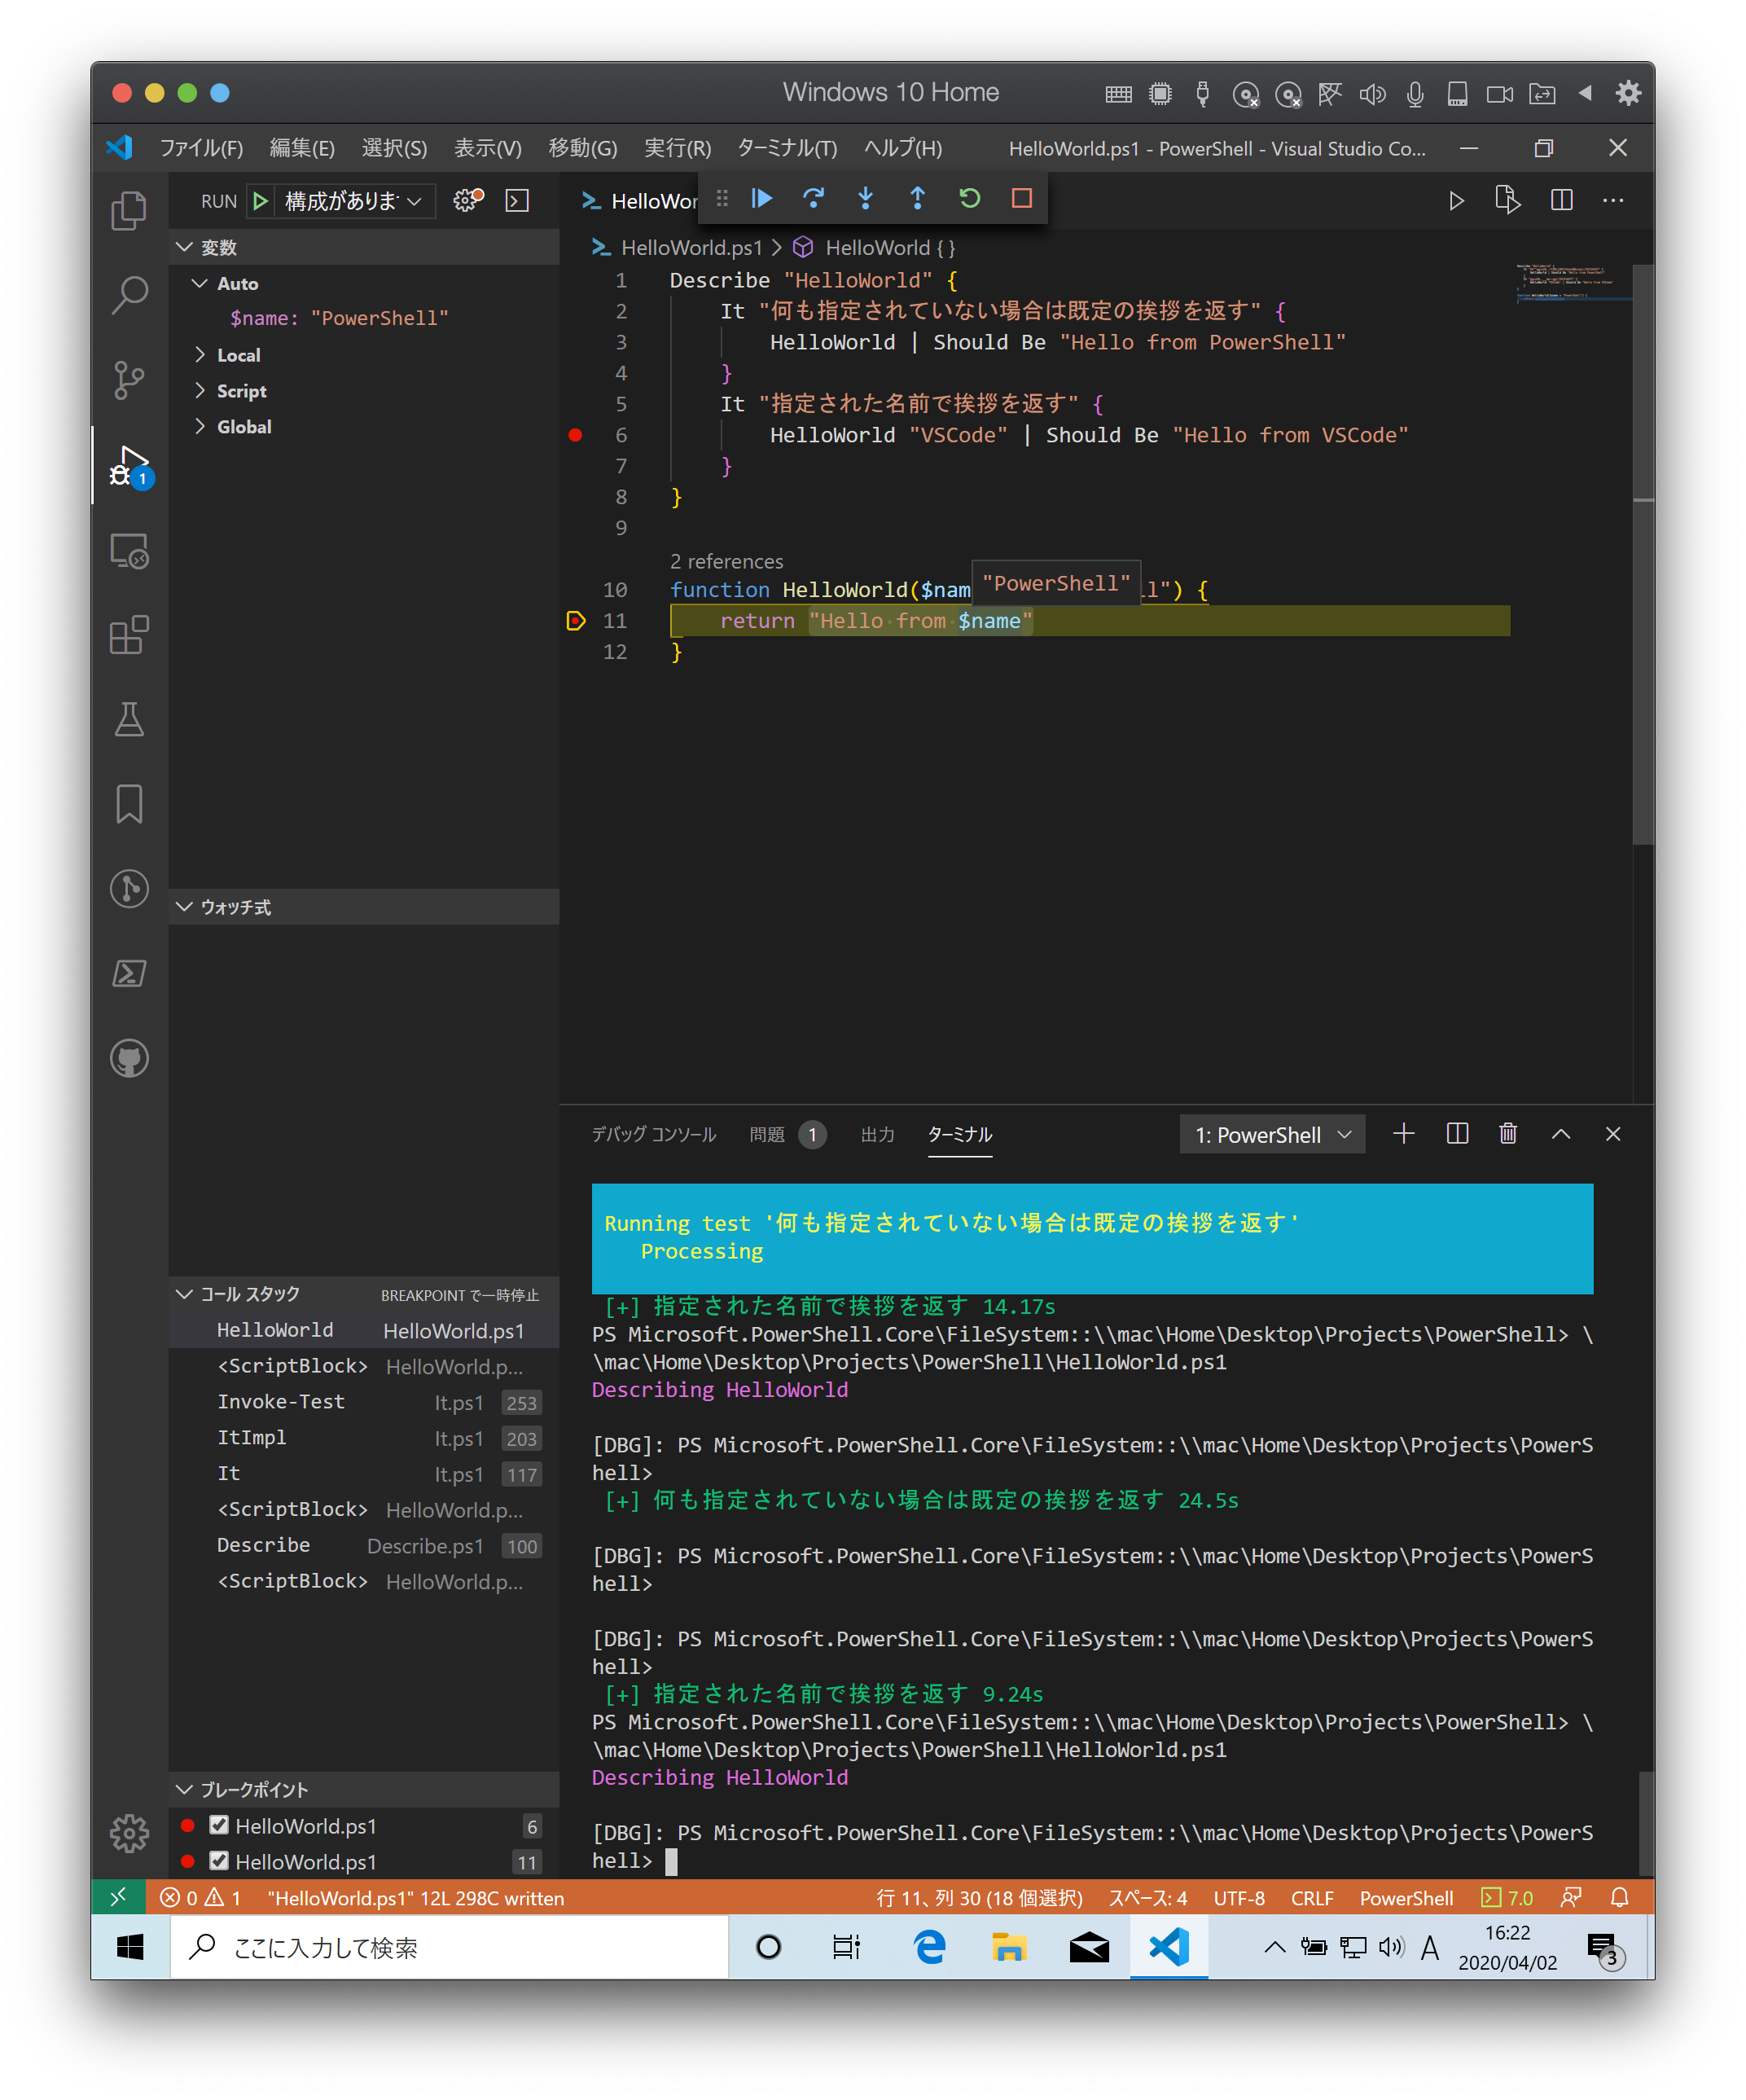 Windows 10 Home
ファイル(F) 編集(E) 選択(S) 表示(V) 移動(G) 実行(R) ターミナル(T) ヘルプ(H) HelloWorld.ps1 - PowerShell - Visual Studio Co...
RUN 構成がありま
HelloWor
変数
Auto
$name: "PowerShell"
Local
Script
Global
1
ウォッチ式
コール スタック BREAKPOINT で一時停止
HelloWorld HelloWorld.ps1
<ScriptBlock> HelloWorld.p...
Invoke-Test It.ps1 253
ItImpl It.ps1 203
It It.ps1 117
<ScriptBlock> HelloWorld.p...
Describe Describe.ps1 100
<ScriptBlock> HelloWorld.p...
ブレークポイント
HelloWorld.ps1 6
HelloWorld.ps1 11
HelloWorld.ps1 > HelloWorld { }
1 Describe "HelloWorld" {
2 It "何も指定されていない場合は既定の挨拶を返す" {
3 HelloWorld | Should Be "Hello from PowerShell"
4 }
5 It "指定された名前で挨拶を返す" {
6 HelloWorld "VSCode" | Should Be "Hello from VSCode"
7 }
8 }
9
2 references
"PowerShell"
10 function HelloWorld($nam ll") {
11 return "Hello from $name"
12 }
デバッグ コンソール 問題 1 出力 ターミナル 1: PowerShell
Running test '何も指定されていない場合は既定の挨拶を返す'
Processing
[+] 指定された名前で挨拶を返す 14.17s
PS Microsoft.PowerShell.Core\FileSystem::\\mac\Home\Desktop\Projects\PowerShell> \
\mac\Home\Desktop\Projects\PowerShell\HelloWorld.ps1
Describing HelloWorld
[DBG]: PS Microsoft.PowerShell.Core\FileSystem::\\mac\Home\Desktop\Projects\PowerS
hell>
[+] 何も指定されていない場合は既定の挨拶を返す 24.5s
[DBG]: PS Microsoft.PowerShell.Core\FileSystem::\\mac\Home\Desktop\Projects\PowerS
hell>
[DBG]: PS Microsoft.PowerShell.Core\FileSystem::\\mac\Home\Desktop\Projects\PowerS
hell>
[+] 指定された名前で挨拶を返す 9.24s
PS Microsoft.PowerShell.Core\FileSystem::\\mac\Home\Desktop\Projects\PowerShell> \
\mac\Home\Desktop\Projects\PowerShell\HelloWorld.ps1
Describing HelloWorld
[DBG]: PS Microsoft.PowerShell.Core\FileSystem::\\mac\Home\Desktop\Projects\PowerS
hell>
0 1 "HelloWorld.ps1" 12L 298C written 行 11、列 30 (18 個選択) スペース: 4 UTF-8 CRLF PowerShell 7.0
ここに入力して検索 A 16:22
2020/04/02 3